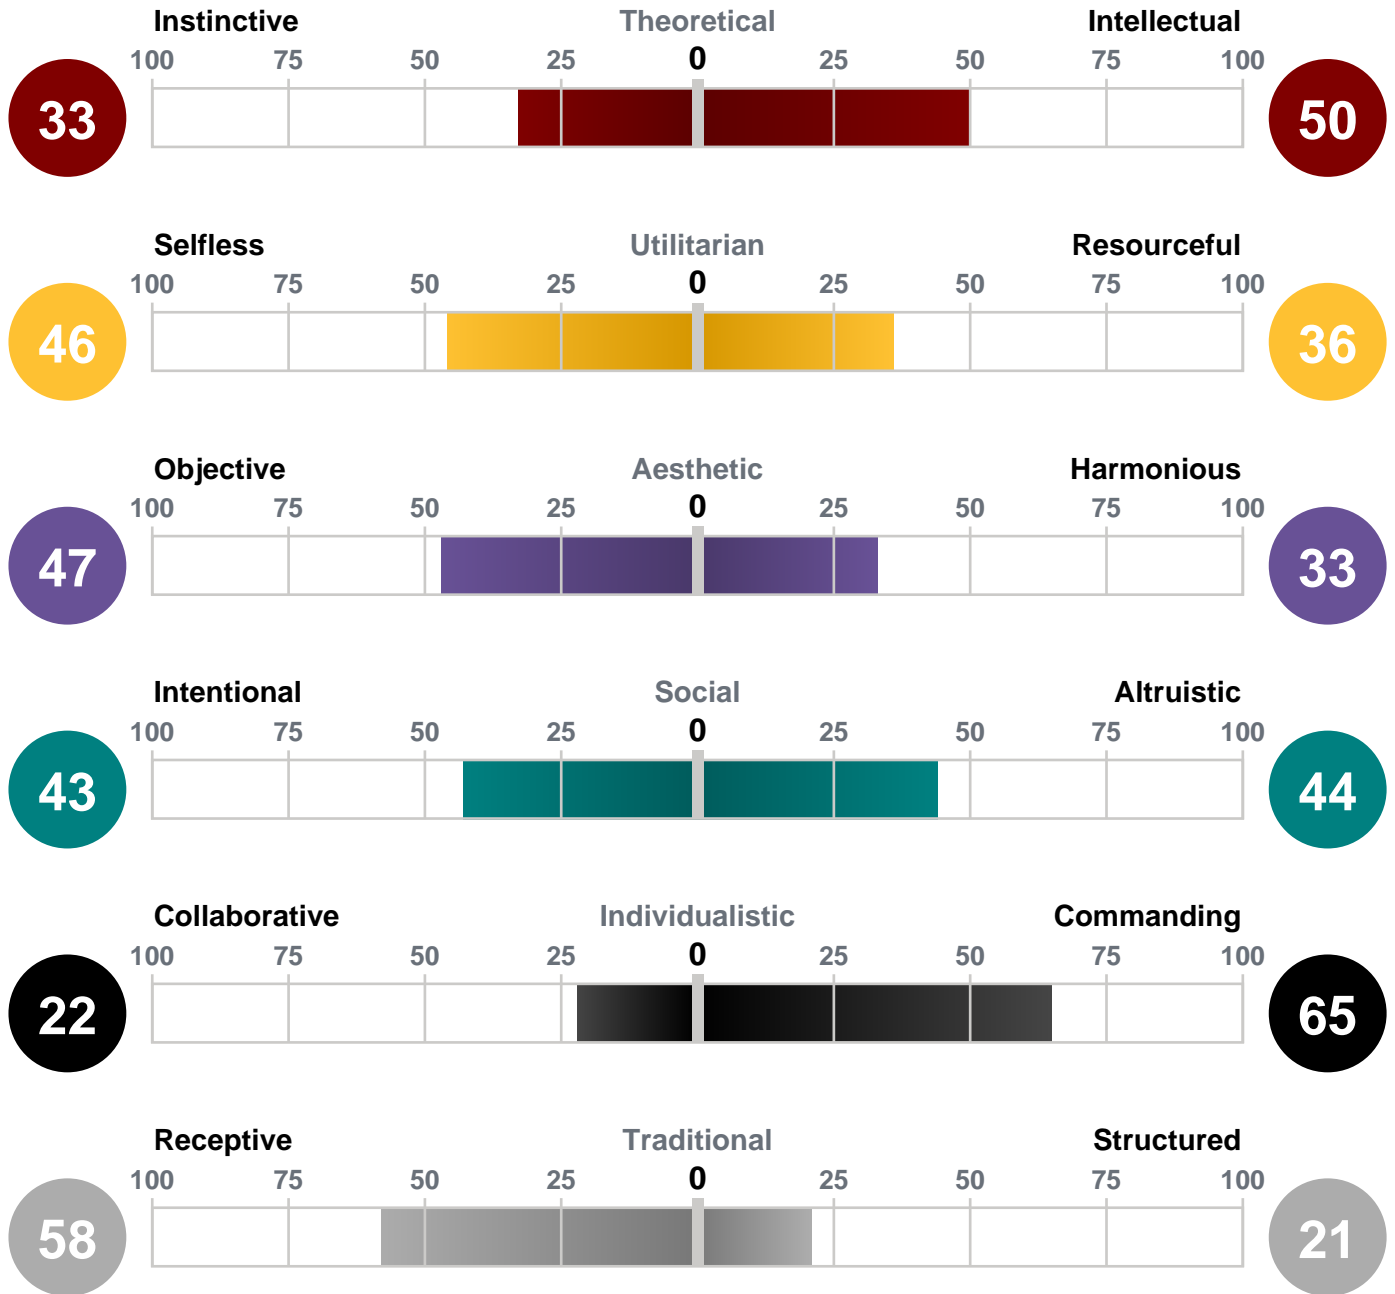 Instinctive Theoretical Intellectual
100 75 50 25 0 25 50 75 100
33 50
Selfless Utilitarian Resourceful
100 75 50 25 0 25 50 75 100
46 36
Objective Aesthetic Harmonious
100 75 50 25 0 25 50 75 100
47 33
Intentional Social Altruistic
100 75 50 25 0 25 50 75 100
43 44
Collaborative Individualistic Commanding
100 75 50 25 0 25 50 75 100
22 65
Receptive Traditional Structured
100 75 50 25 0 25 50 75 100
58 21